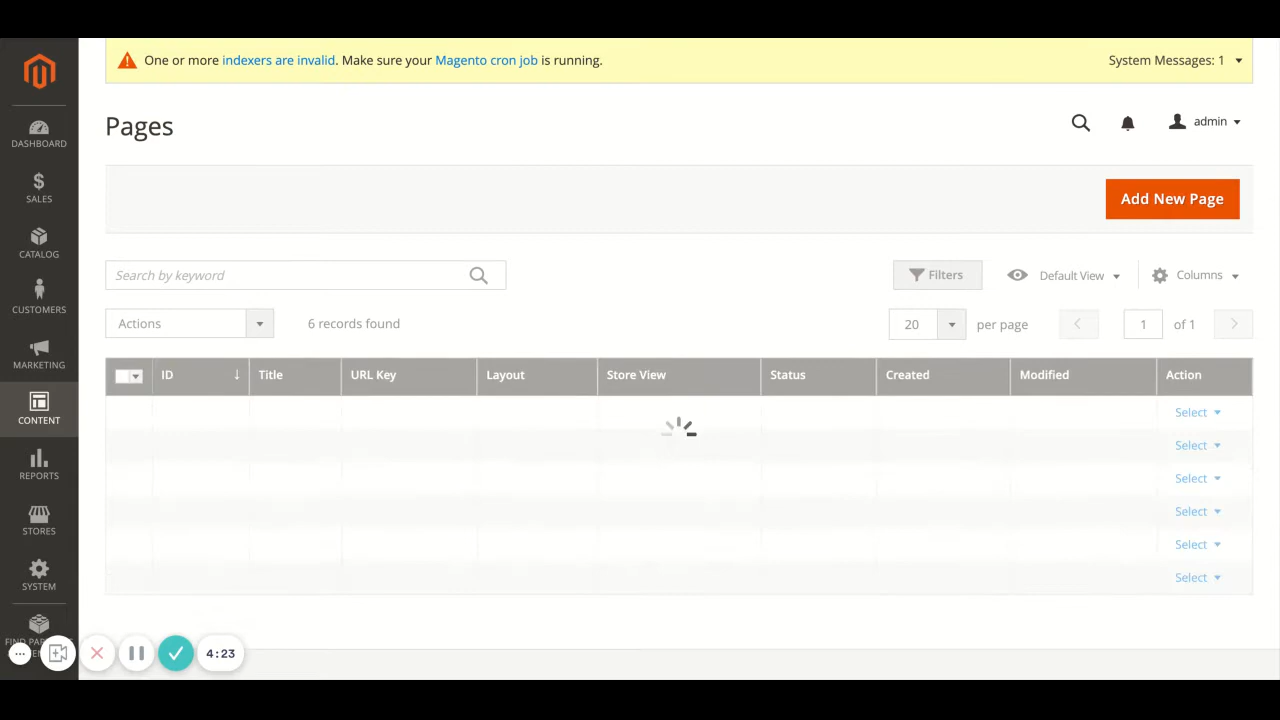 One or more indexers are invalid. Make sure your Magento cron job is running.
System Messages: 1
Pages
admin
DASHBOARD
SALES
CATALOG
CUSTOMERS
MARKETING
CONTENT
REPORTS
STORES
SYSTEM
Add New Page
Search by keyword
Filters
Default View
Columns
Actions
6 records found
20
per page
1
of 1
ID ↓ Title URL Key Layout Store View Status Created Modified Action
Select
Select
Select
Select
Select
Select
FIND
4:23